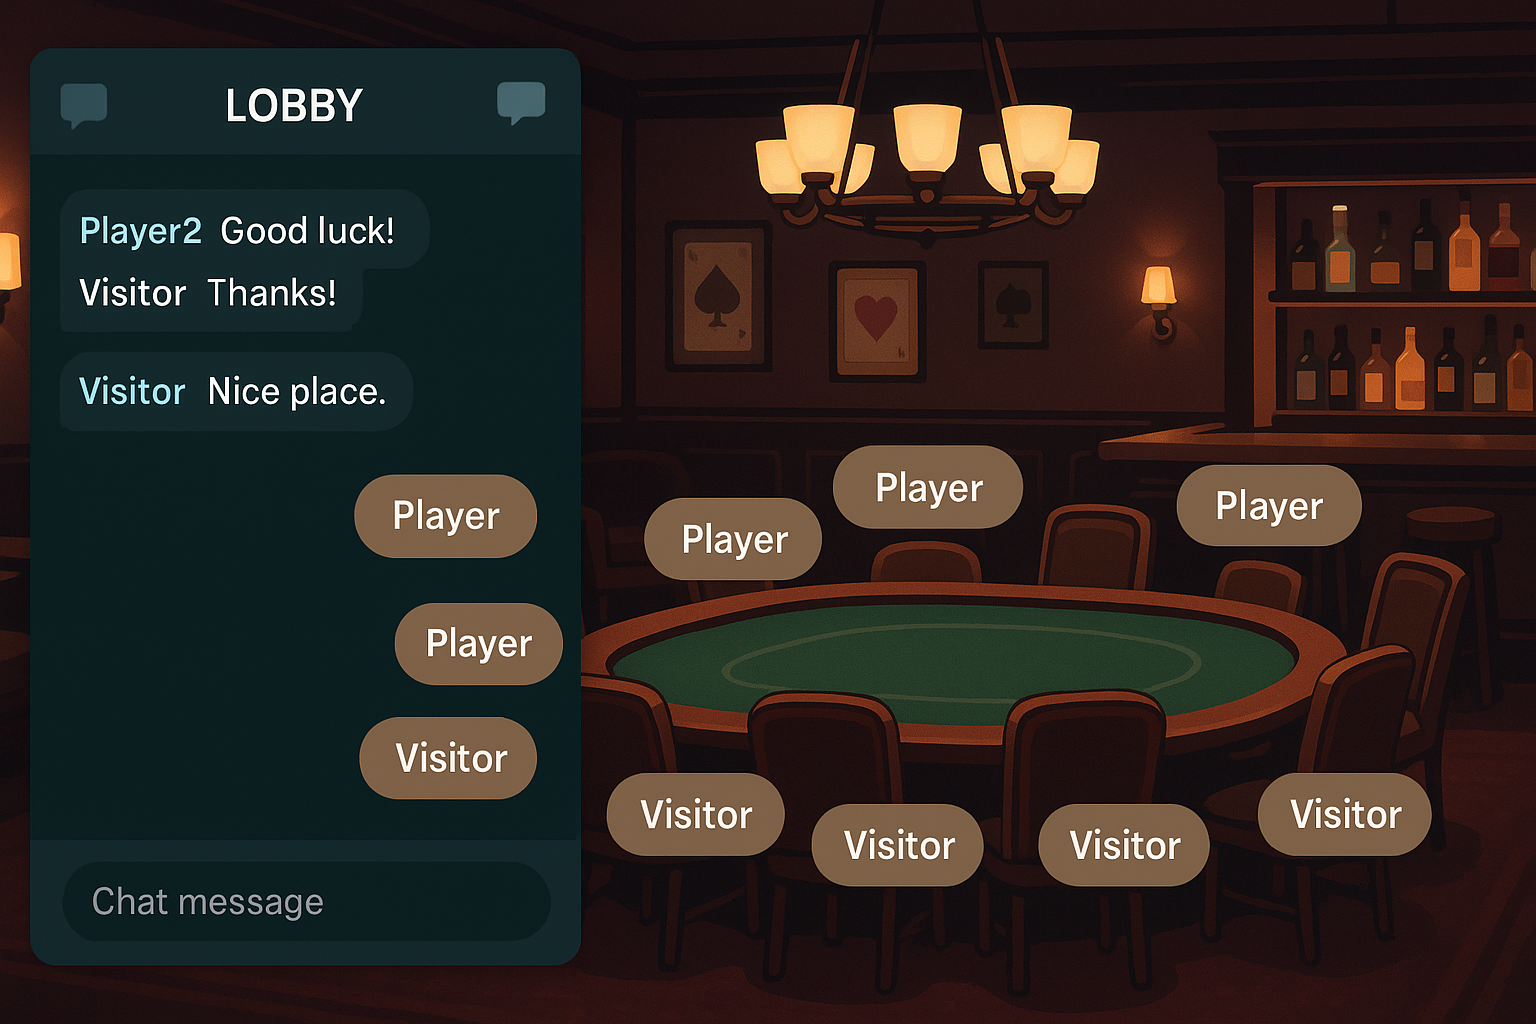 LOBBY
Player2 Good luck!
Visitor Thanks!
Visitor Nice place.
Player
Player
Visitor
Chat message
Player
Player
Player
Visitor
Visitor
Visitor
Visitor